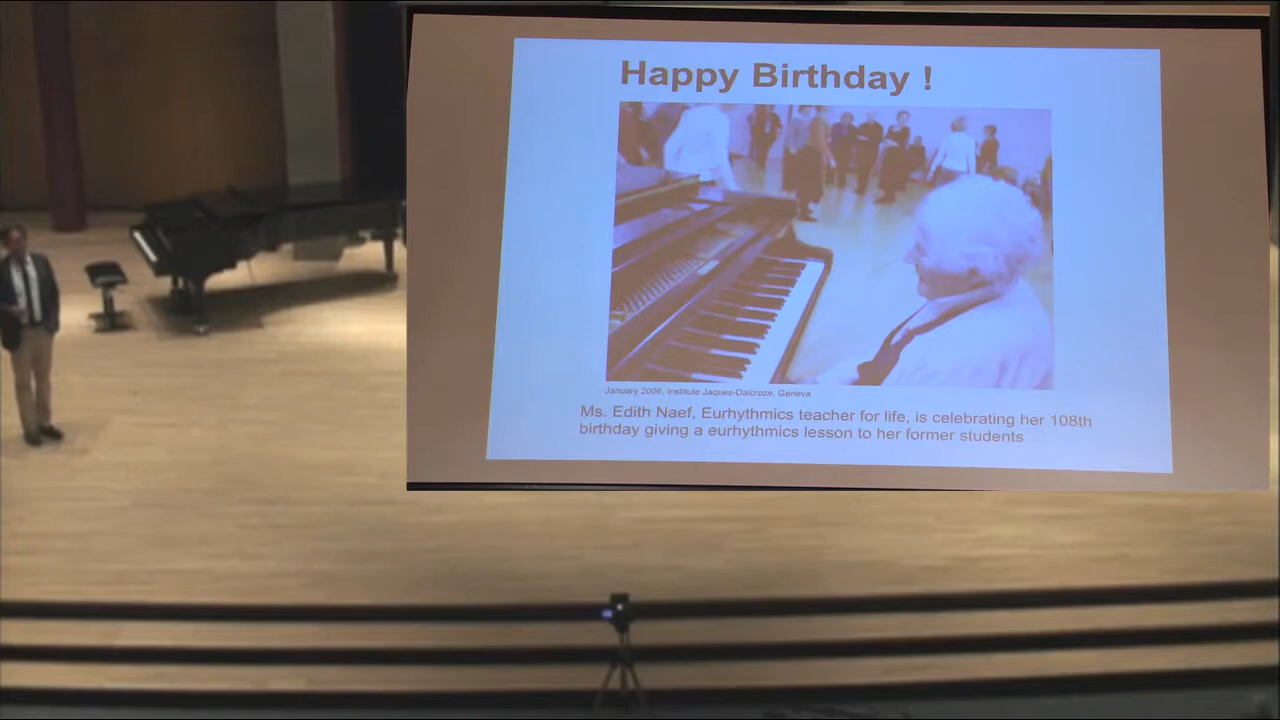 Happy Birthday !
January 2006, Institute Jaques-Dalcroze, Geneva
Ms. Edith Naef, Eurhythmics teacher for life, is celebrating her 108th
birthday giving a eurhythmics lesson to her former students